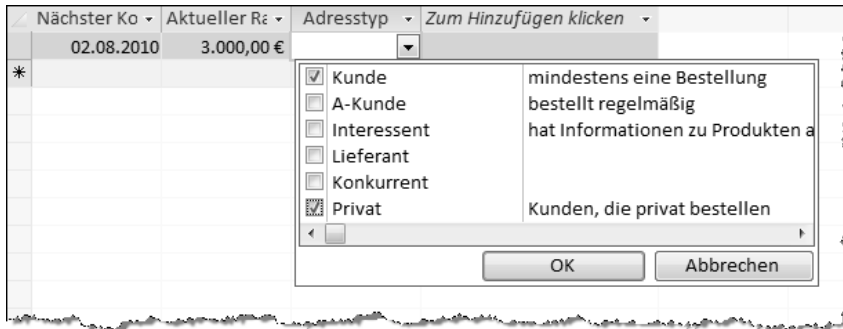 Nächster Ko Aktueller Ra Adresstyp Zum Hinzufügen klicken
02.08.2010 3.000,00 €
Kunde mindestens eine Bestellung
A-Kunde bestellt regelmäßig
Interessent hat Informationen zu Produkten a
Lieferant
Konkurrent
Privat Kunden, die privat bestellen
OK Abbrechen